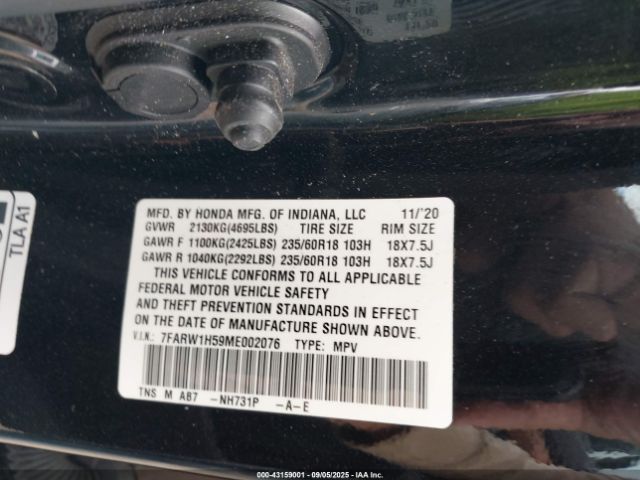 MFD. BY HONDA MFG. OF INDIANA, LLC 11/'20
GVWR 2130KG(4695LBS) TIRE SIZE RIM SIZE
GAWR F 1100KG(2425LBS) 235/60R18 103H 18X7.5J
GAWR R 1040KG(2292LBS) 235/60R18 103H 18X7.5J
THIS VEHICLE CONFORMS TO ALL APPLICABLE
FEDERAL MOTOR VEHICLE SAFETY
AND THEFT PREVENTION STANDARDS IN EFFECT
ON THE DATE OF MANUFACTURE SHOWN ABOVE.
V.I.N.: 7FARW1H59ME002076 TYPE: MPV
TNS M A87 -NH731P -A-E
TLA A1
000-43159001 - 09/05/2025 - IAA Inc.